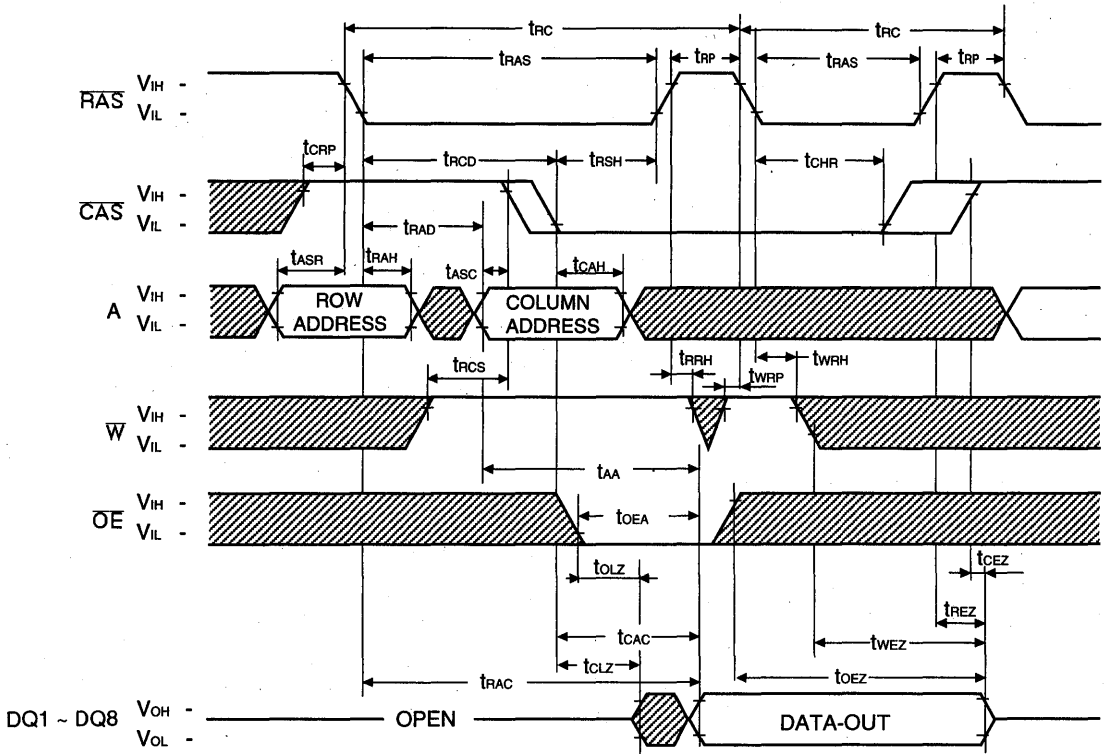 tRC tRC
tRAS tRP tRAS tRP
RAS VIH -
VIL -
tCRP tRCD tRSH tCHR
CAS VIH -
VIL -
tRAD
tASR tRAH tASC tCAH
A VIH -
VIL -
ROW ADDRESS
COLUMN ADDRESS
tRCS tRRH tWRP tWRH
W VIH -
VIL -
tAA
OE VIH -
VIL -
tOEA
tOLZ tCEZ
tREZ
tCAC tWEZ
tCLZ tOEZ
tRAC
DQ1 ~ DQ8 VOH -
VOL -
OPEN DATA-OUT